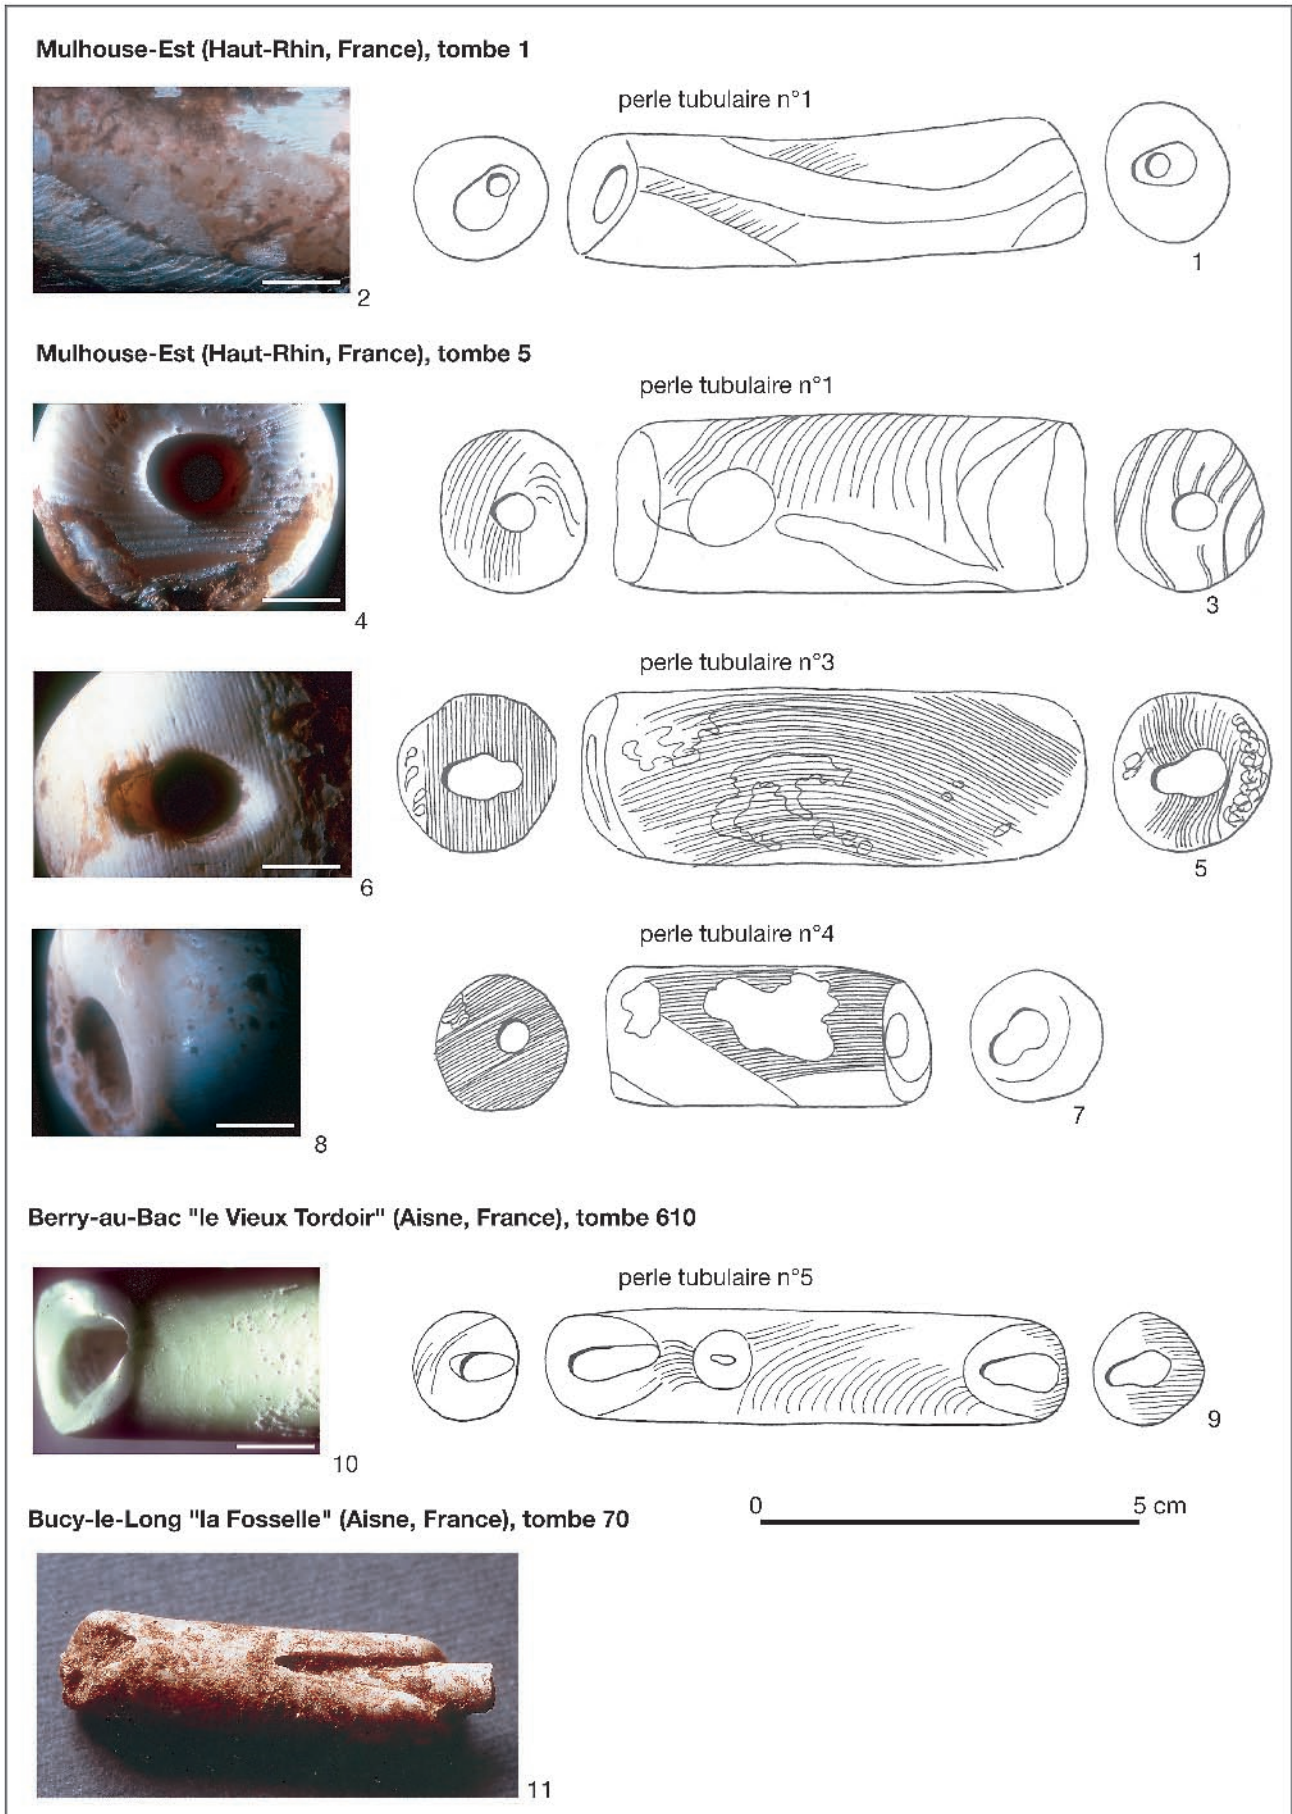 Mulhouse-Est (Haut-Rhin, France), tombe 1
perle tubulaire n°1
1
2
Mulhouse-Est (Haut-Rhin, France), tombe 5
perle tubulaire n°1
3
4
perle tubulaire n°3
5
6
perle tubulaire n°4
7
8
Berry-au-Bac "le Vieux Tordoir" (Aisne, France), tombe 610
perle tubulaire n°5
9
10
Bucy-le-Long "la Fosselle" (Aisne, France), tombe 70
0 5 cm
11